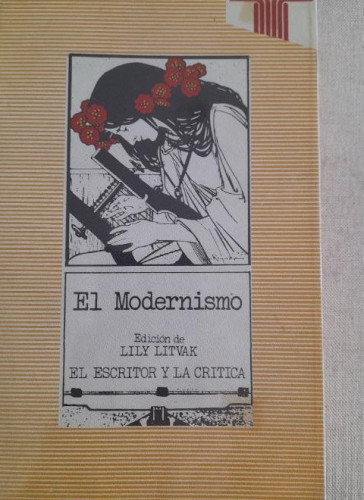 El Modernismo
Edición de
LILY LITVAK
EL ESCRITOR Y LA CRITICA